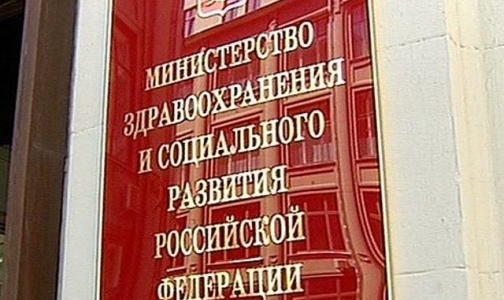 МИНИСТЕРСТВО
ЗДРАВООХРАНЕНИЯ
И СОЦИАЛЬНОГО
РАЗВИТИЯ
РОССИЙСКОЙ
ФЕДЕРАЦИИ